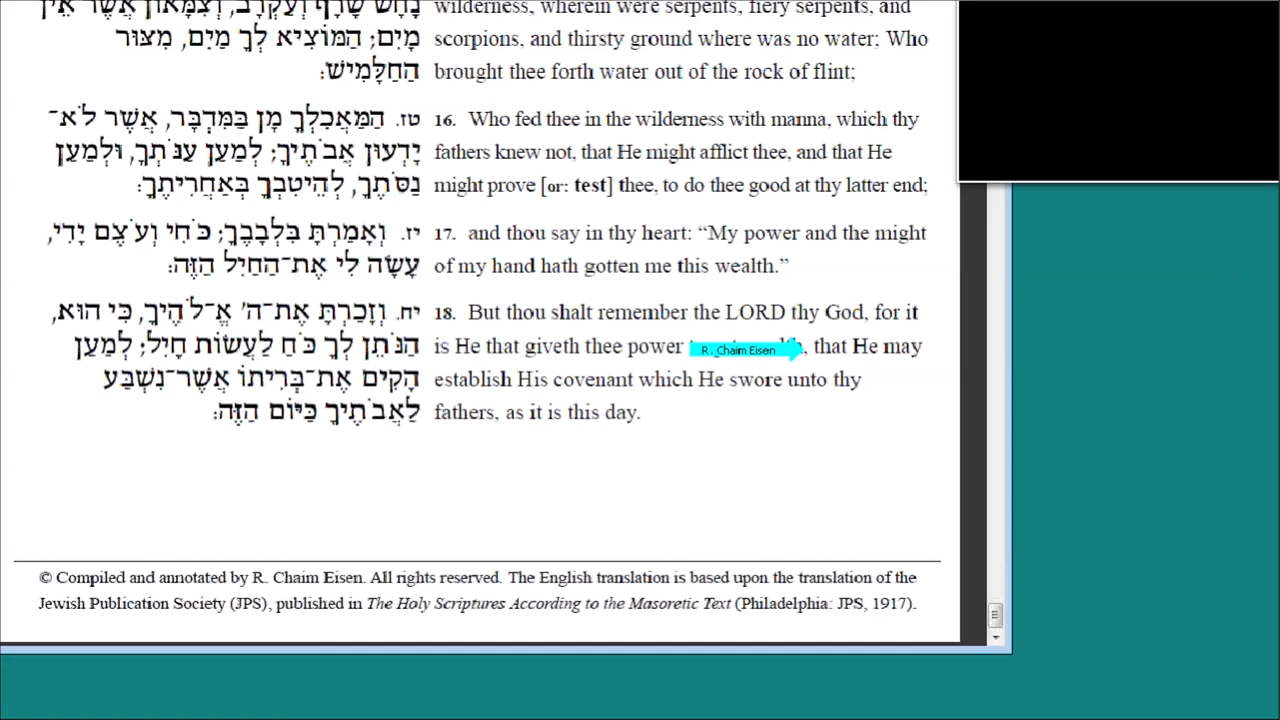 נָחָשׁ שָׂרָף וְעַקְרָב, וְצִמָּאוֹן אֲשֶׁר אֵין
מָיִם; הַמּוֹצִיא לְךָ מַיִם, מִצּוּר
הַחַלָּמִישׁ:
טז. הַמַּאֲכִלְךָ מָן בַּמִּדְבָּר, אֲשֶׁר לֹא־
יָדְעוּן אֲבֹתֶיךָ; לְמַעַן עַנֹּתְךָ, וּלְמַעַן
נַסֹּתֶךָ, לְהֵיטִבְךָ בְּאַחֲרִיתֶךָ:
יז. וְאָמַרְתָּ בִּלְבָבֶךָ; כֹּחִי וְעֹצֶם יָדִי,
עָשָׂה לִי אֶת־הַחַיִל הַזֶּה:
יח. וְזָכַרְתָּ אֶת־ה' אֱ־לֹהֶיךָ, כִּי הוּא,
הַנֹּתֵן לְךָ כֹּחַ לַעֲשׂוֹת חָיִל; לְמַעַן
הָקִים אֶת־בְּרִיתוֹ אֲשֶׁר־נִשְׁבַּע
לַאֲבֹתֶיךָ כַּיּוֹם הַזֶּה:
wilderness, wherein were serpents, fiery serpents, and
scorpions, and thirsty ground where was no water; Who
brought thee forth water out of the rock of flint;
16. Who fed thee in the wilderness with manna, which thy
fathers knew not, that He might afflict thee, and that He
might prove [or: test] thee, to do thee good at thy latter end;
17. and thou say in thy heart: “My power and the might
of my hand hath gotten me this wealth.”
18. But thou shalt remember the LORD thy God, for it
is He that giveth thee power R. Chaim Eisen, that He may
establish His covenant which He swore unto thy
fathers, as it is this day.
© Compiled and annotated by R. Chaim Eisen. All rights reserved. The English translation is based upon the translation of the
Jewish Publication Society (JPS), published in The Holy Scriptures According to the Masoretic Text (Philadelphia: JPS, 1917).